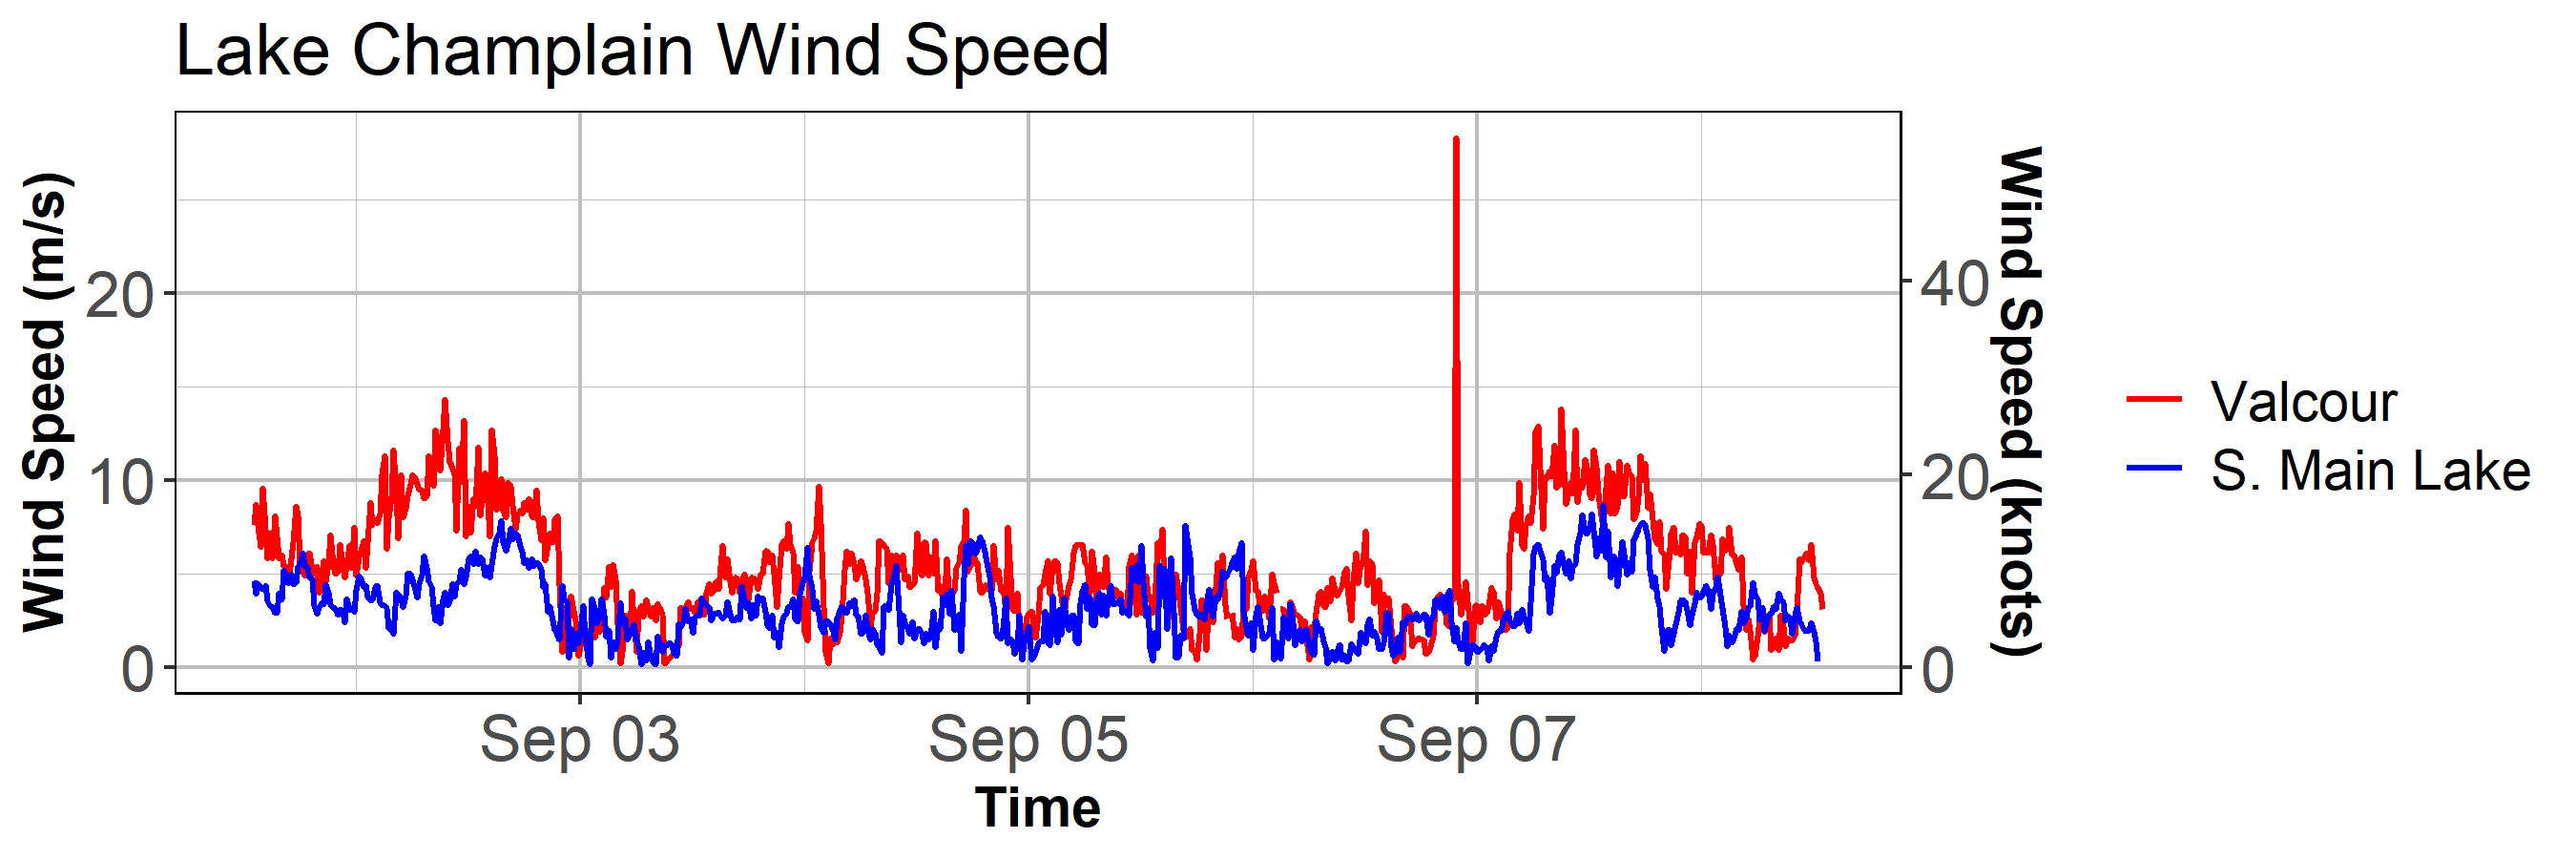 Lake Champlain Wind Speed
Wind Speed (m/s)
20
10
0
40
20
0
Wind Speed (knots)
Sep 03
Sep 05
Sep 07
Time
Valcour
S. Main Lake